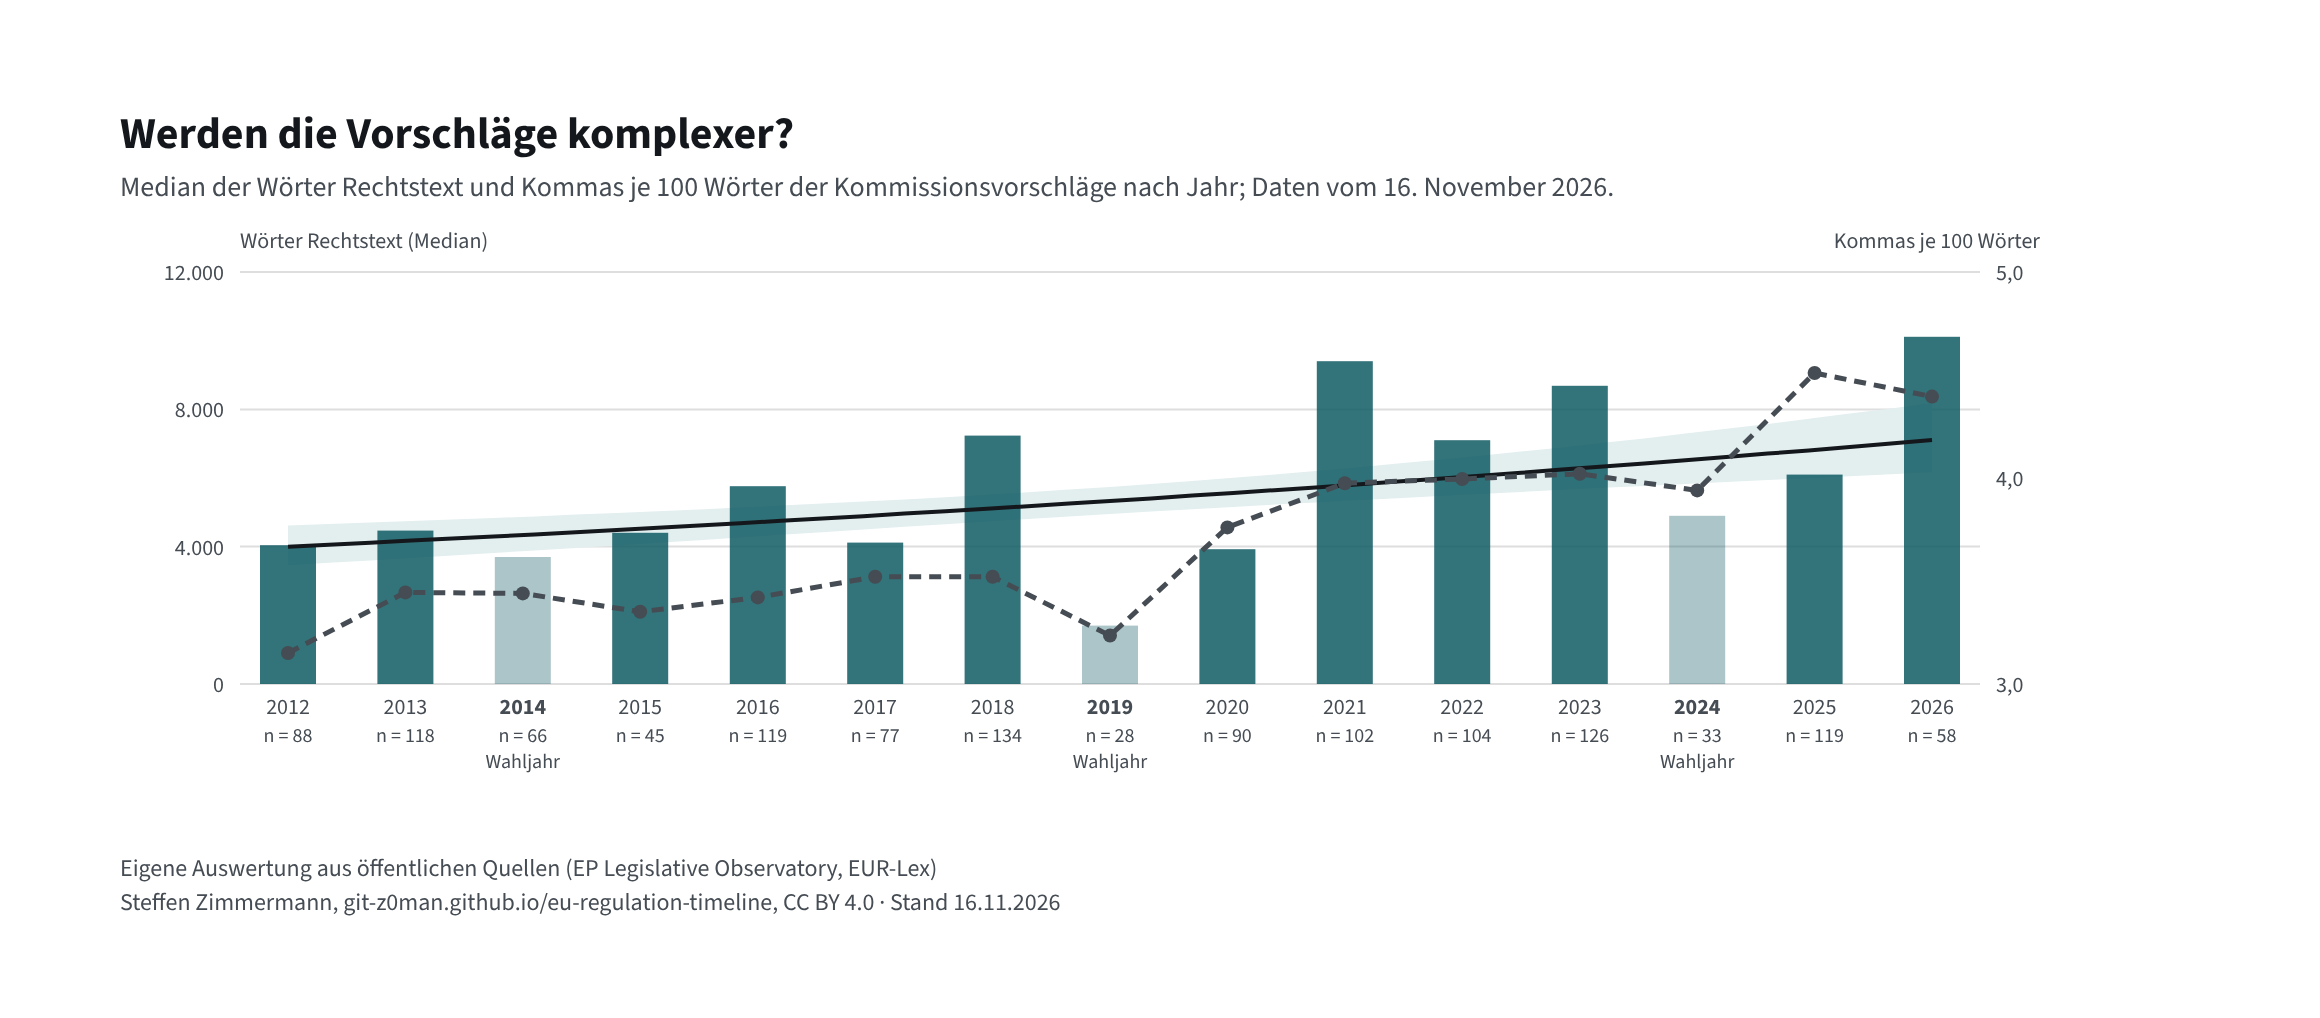 Werden die Vorschläge komplexer?
Median der Wörter Rechtstext und Kommas je 100 Wörter der Kommissionsvorschläge nach Jahr; Daten vom 16. November 2026.
Wörter Rechtstext (Median) Kommas je 100 Wörter
12.000 5,0
8.000
4,0
4.000
0 3,0
2012 2013 2014 2015 2016 2017 2018 2019 2020 2021 2022 2023 2024 2025 2026
n = 88 n = 118 n = 66 n = 45 n = 119 n = 77 n = 134 n = 28 n = 90 n = 102 n = 104 n = 126 n = 33 n = 119 n = 58
Wahljahr Wahljahr Wahljahr
Eigene Auswertung aus öffentlichen Quellen (EP Legislative Observatory, EUR-Lex)
Steffen Zimmermann, git-z0man.github.io/eu-regulation-timeline, CC BY 4.0 · Stand 16.11.2026